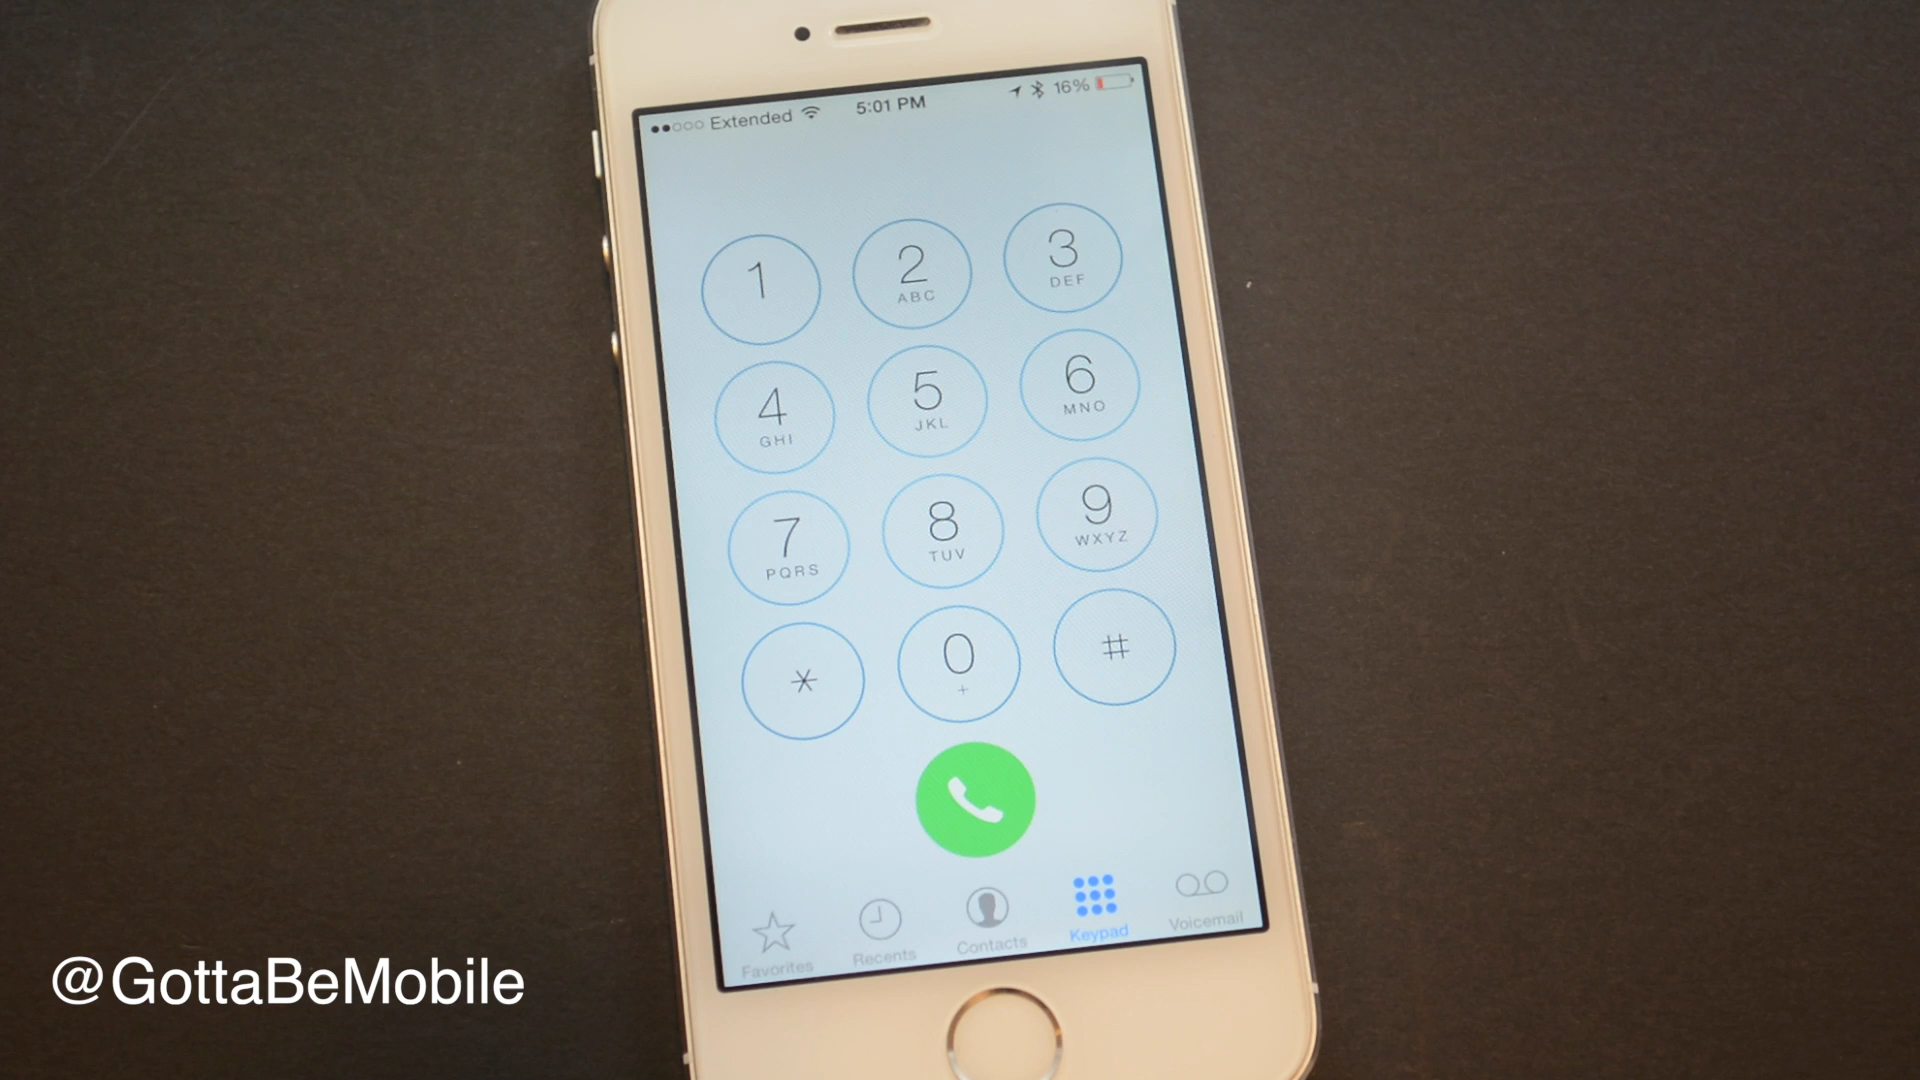 Extended 5:01 PM 16%
1 2 3
ABC DEF
4 5 6
GHI JKL MNO
7 8 9
PQRS TUV WXYZ
* 0 #
+
Favorites Recents Contacts Keypad Voicemail
@GottaBeMobile